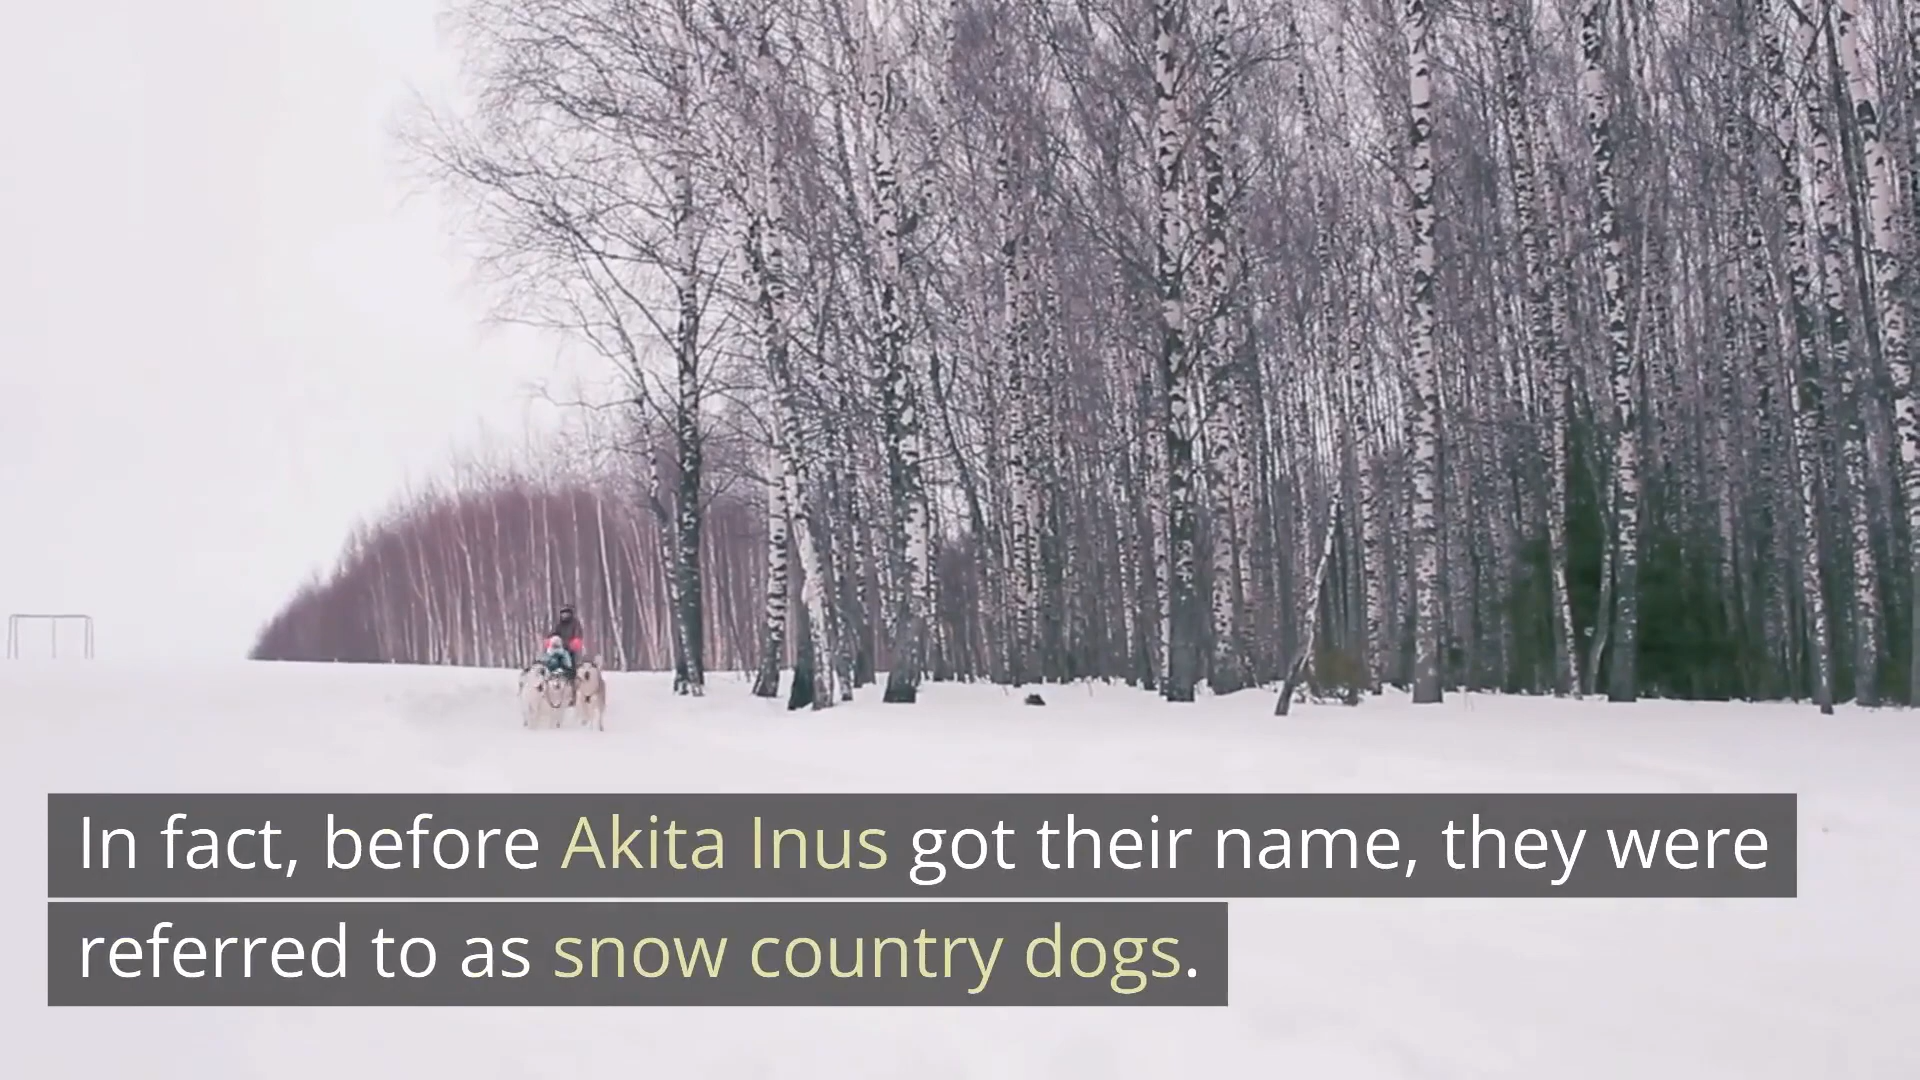 In fact, before Akita Inus got their name, they were
referred to as snow country dogs.